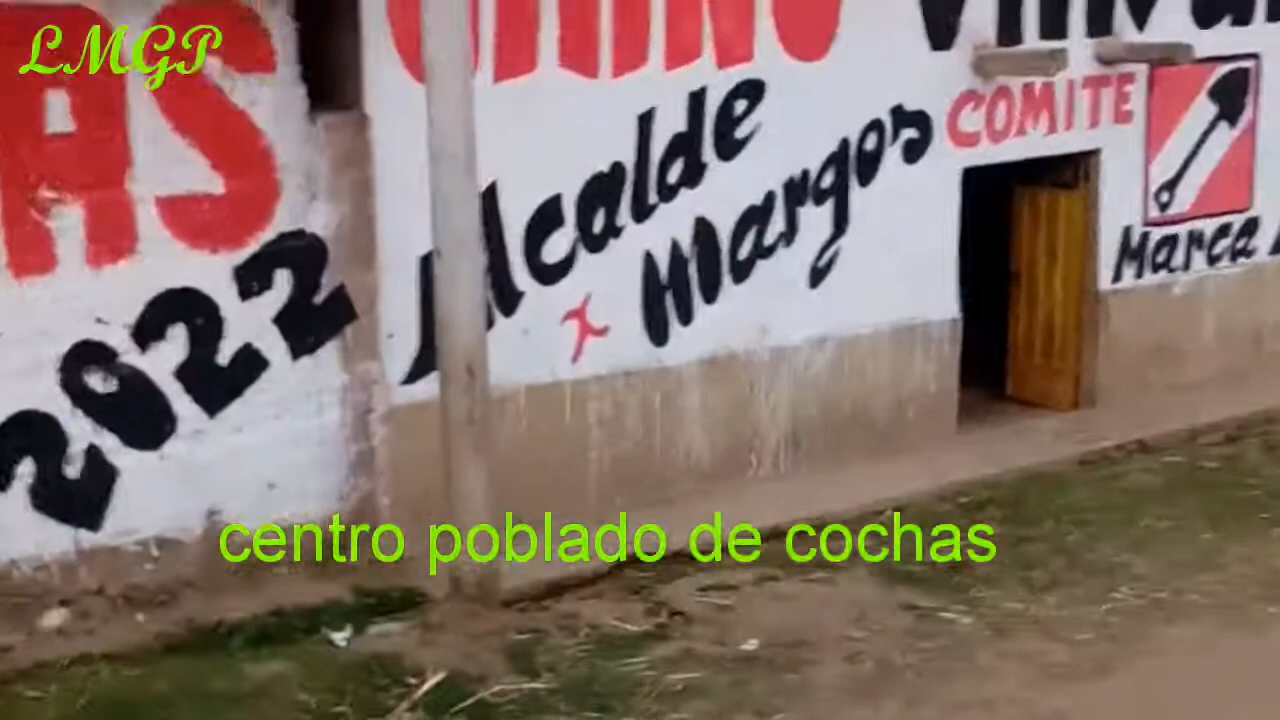 LMGP
AS
2022
Alcalde
x Margos
COMITE
Marca
centro poblado de cochas